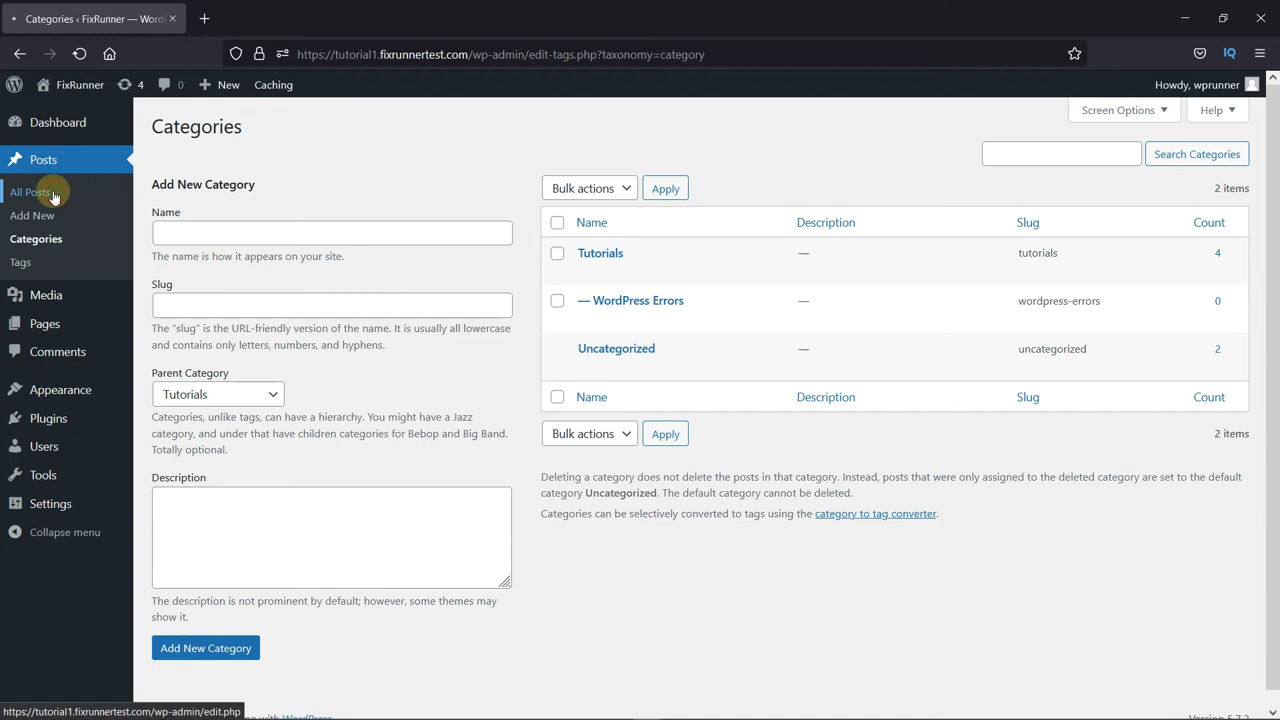 Categories ‹ FixRunner — Word
https://tutorial1.fixrunnertest.com/wp-admin/edit-tags.php?taxonomy=category
IQ
FixRunner 4 0 New Caching Howdy, wprunner
Dashboard
Posts
All Posts
Add New
Categories
Tags
Media
Pages
Comments
Appearance
Plugins
Users
Tools
Settings
Collapse menu
Screen Options Help
Categories
Search Categories
Add New Category
Name
The name is how it appears on your site.
Slug
The “slug” is the URL-friendly version of the name. It is usually all lowercase
and contains only letters, numbers, and hyphens.
Parent Category
Tutorials
Categories, unlike tags, can have a hierarchy. You might have a Jazz
category, and under that have children categories for Bebop and Big Band.
Totally optional.
Description
The description is not prominent by default; however, some themes may
show it.
Add New Category
Bulk actions Apply 2 items
Name Description Slug Count
Tutorials — tutorials 4
— WordPress Errors — wordpress-errors 0
Uncategorized — uncategorized 2
Name Description Slug Count
Bulk actions Apply 2 items
Deleting a category does not delete the posts in that category. Instead, posts that were only assigned to the deleted category are set to the default
category Uncategorized. The default category cannot be deleted.
Categories can be selectively converted to tags using the category to tag converter.
https://tutorial1.fixrunnertest.com/wp-admin/edit.php
with WordPress
Version 5.7.2